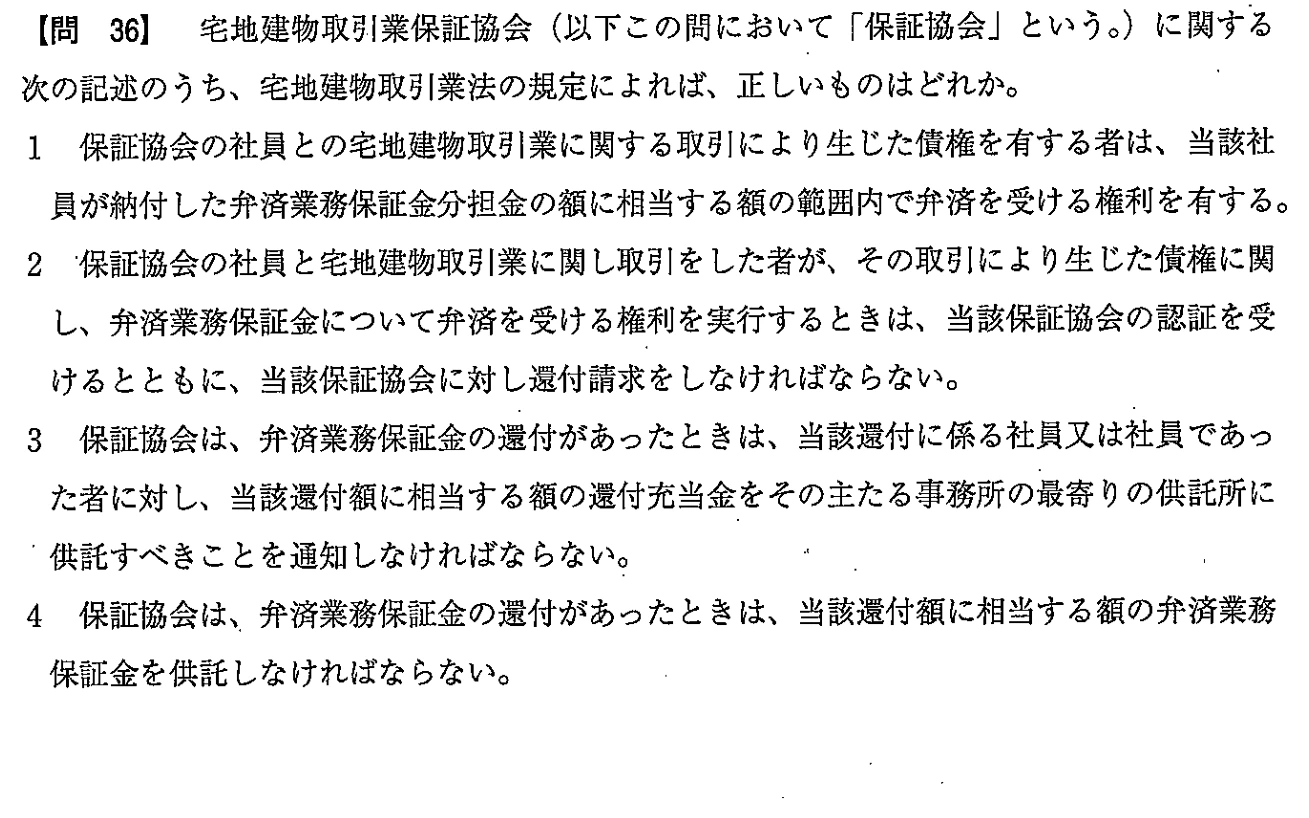 【問　36】　宅地建物取引業保証協会（以下この問において「保証協会」という。）に関する
次の記述のうち、宅地建物取引業法の規定によれば、正しいものはどれか。
1　保証協会の社員との宅地建物取引業に関する取引により生じた債権を有する者は、当該社
員が納付した弁済業務保証金分担金の額に相当する額の範囲内で弁済を受ける権利を有する。
2　保証協会の社員と宅地建物取引業に関し取引をした者が、その取引により生じた債権に関
し、弁済業務保証金について弁済を受ける権利を実行するときは、当該保証協会の認証を受
けるとともに、当該保証協会に対し還付請求をしなければならない。
3　保証協会は、弁済業務保証金の還付があったときは、当該還付に係る社員又は社員であっ
た者に対し、当該還付額に相当する額の還付充当金をその主たる事務所の最寄りの供託所に
供託すべきことを通知しなければならない。
4　保証協会は、弁済業務保証金の還付があったときは、当該還付額に相当する額の弁済業務
保証金を供託しなければならない。